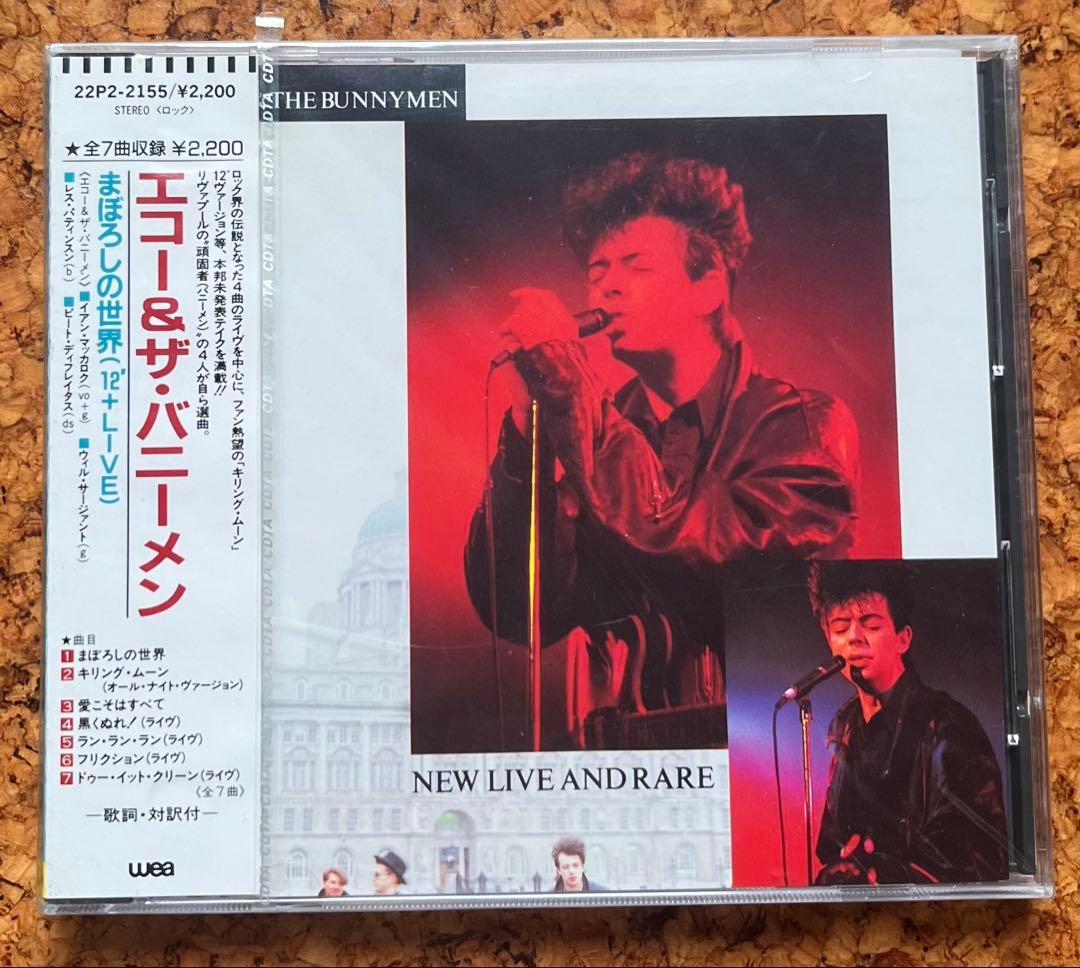 22P2-2155/¥2,200
STEREO〈ロック〉
★全7曲収録 ¥2,200
ロック界の伝説となった4曲のライヴを中心に、ファン熱望の「キリング・ムーン」
12"ヴァージョン等、本邦未発表テイクを満載!!
リヴァプールの"頑固者(バニーメン)"の4人が自ら選曲。
エコー&ザ・バニーメン
まぼろしの世界(12"+LIVE)
〈エコー&ザ・バニーメン〉■イアン・マッカロク(vo+g) ■ウィル・サージァント(g)
■レス・パティンスン(b) ■ピート・ディフレイタス(ds)
★曲目
1 まぼろしの世界
2 キリング・ムーン
(オール・ナイト・ヴァージョン)
3 愛こそはすべて
4 黒くぬれ!(ライヴ)
5 ラン・ラン・ラン(ライヴ)
6 フリクション(ライヴ)
7 ドゥー・イット・クリーン(ライヴ)
〈全7曲〉
—歌詞・対訳付—
wea
CDTA CDTA CDTA CDTA CDTA CDTA
THE BUNNYMEN
NEW LIVE AND RARE